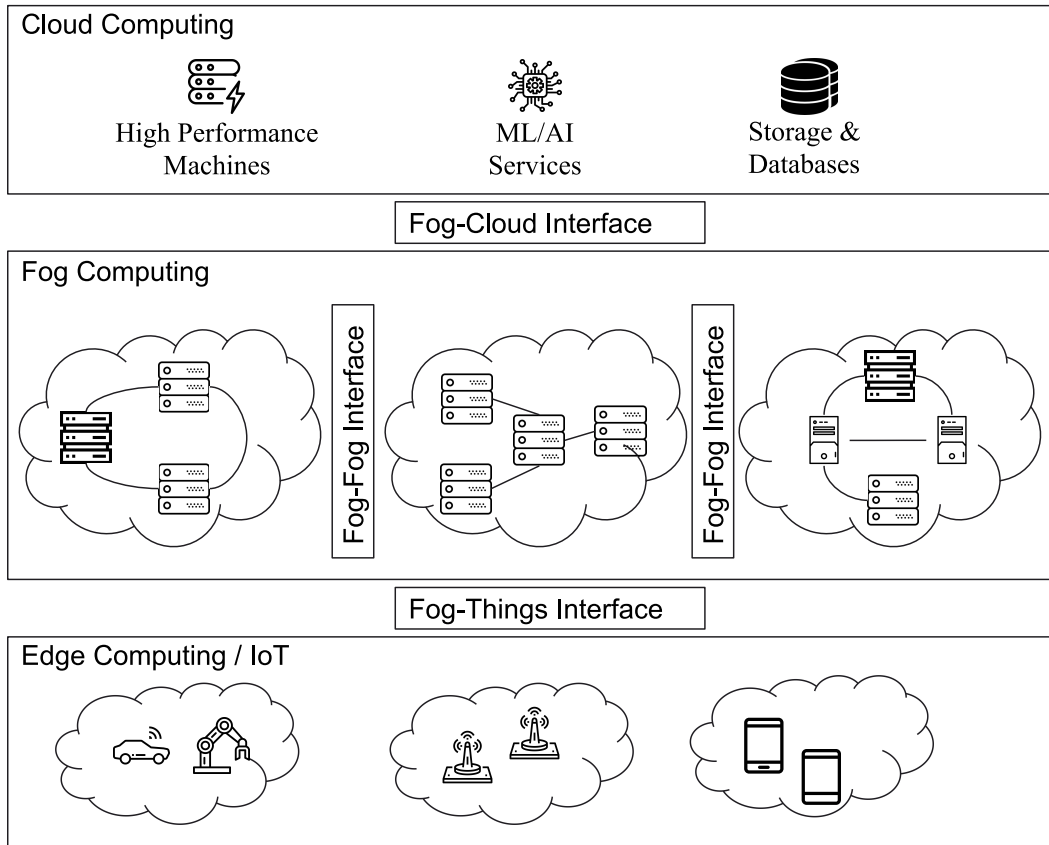 Cloud Computing
High Performance
Machines
ML/AI
Services
Storage &
Databases
Fog-Cloud Interface
Fog Computing
Fog-Fog Interface
Fog-Fog Interface
Fog-Things Interface
Edge Computing / IoT